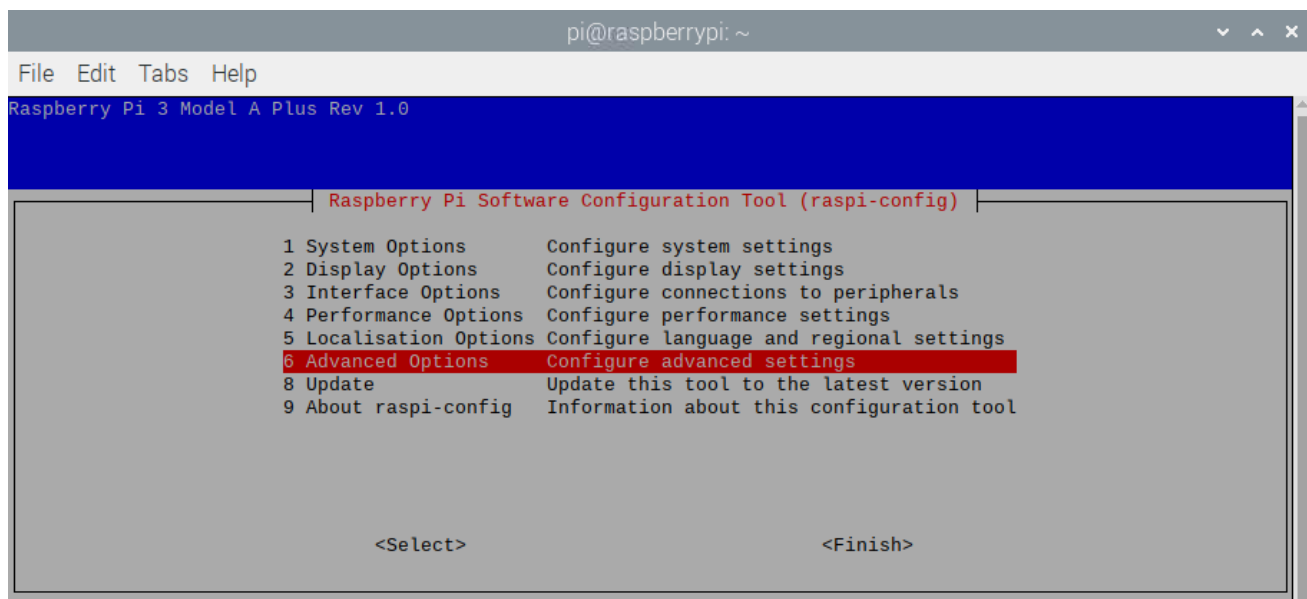 pi@raspberrypi: ~
File Edit Tabs Help
Raspberry Pi 3 Model A Plus Rev 1.0
Raspberry Pi Software Configuration Tool (raspi-config)
1 System Options Configure system settings
2 Display Options Configure display settings
3 Interface Options Configure connections to peripherals
4 Performance Options Configure performance settings
5 Localisation Options Configure language and regional settings
6 Advanced Options Configure advanced settings
8 Update Update this tool to the latest version
9 About raspi-config Information about this configuration tool
<Select> <Finish>